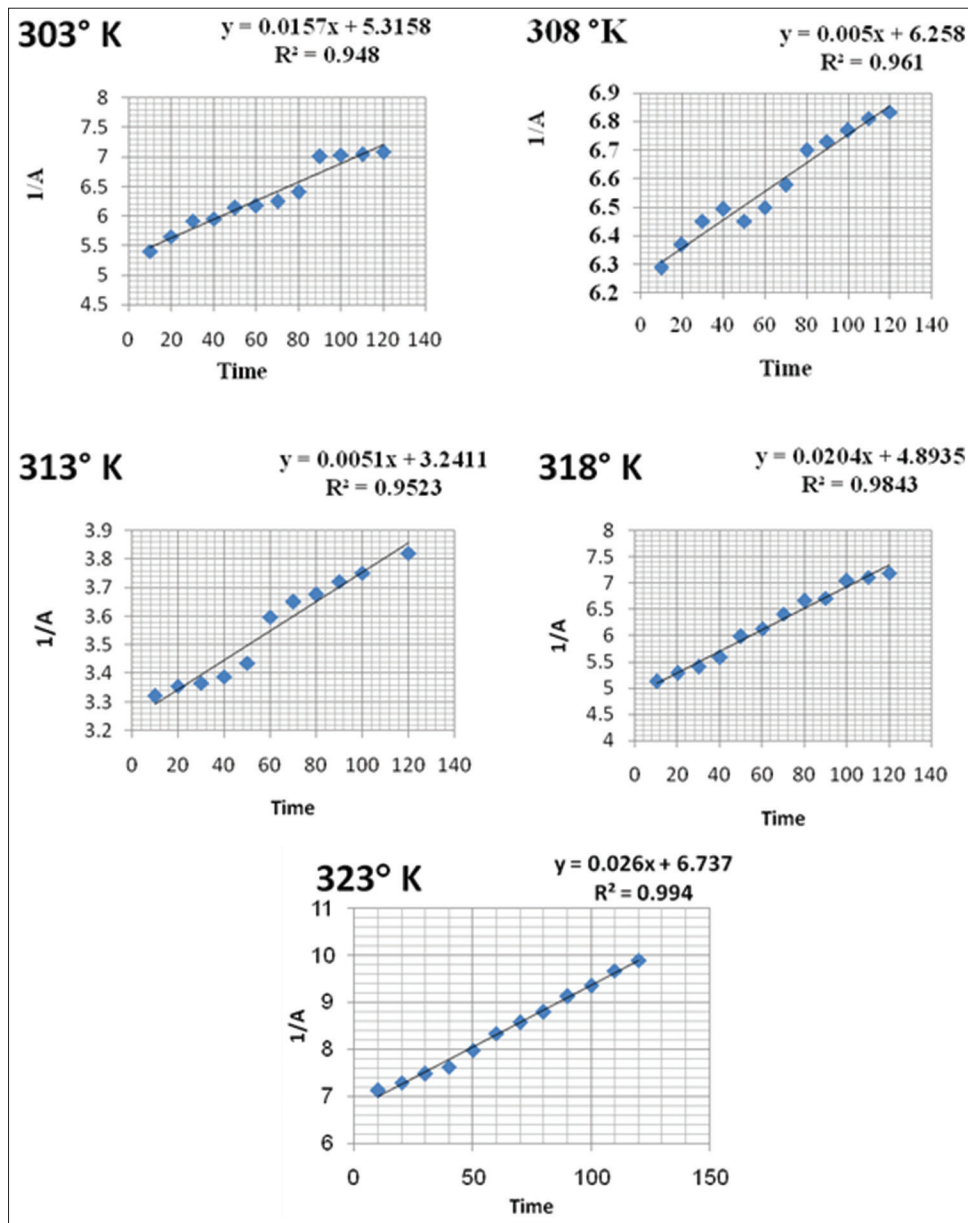 303° K
y = 0.0157x + 5.3158
R² = 0.948
1/A
8
7.5
7
6.5
6
5.5
5
4.5
0 20 40 60 80 100 120 140
Time
308 °K
y = 0.005x + 6.258
R² = 0.961
1/A
6.9
6.8
6.7
6.6
6.5
6.4
6.3
6.2
0 20 40 60 80 100 120 140
Time
313° K
y = 0.0051x + 3.2411
R² = 0.9523
1/A
3.9
3.8
3.7
3.6
3.5
3.4
3.3
3.2
0 20 40 60 80 100 120 140
Time
318° K
y = 0.0204x + 4.8935
R² = 0.9843
1/A
8
7.5
7
6.5
6
5.5
5
4.5
4
0 20 40 60 80 100 120 140
Time
323° K
y = 0.026x + 6.737
R² = 0.994
1/A
11
10
9
8
7
6
0 50 100 150
Time